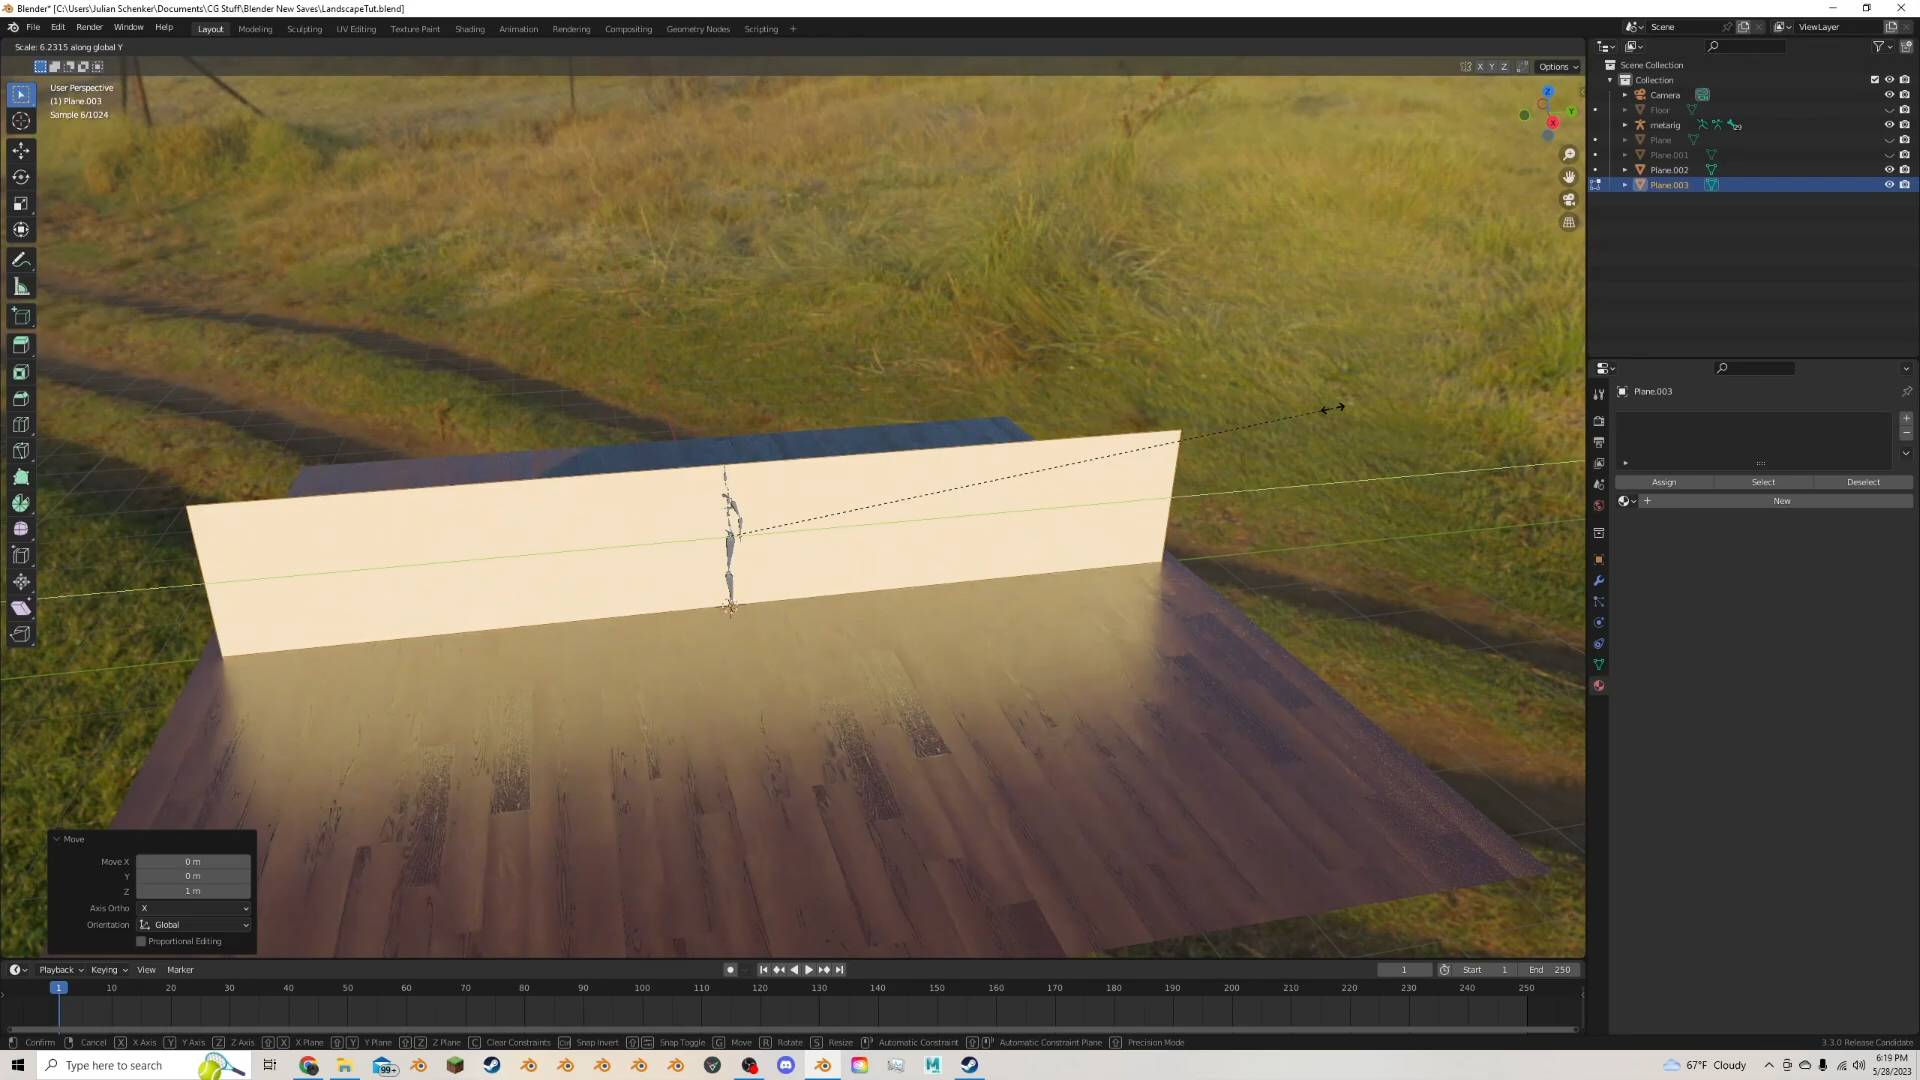 Blender* [C:\Users\Julian Schenker\Documents\CG Stuff\Blender New Saves\LandscapeTut.blend]
File Edit Render Window Help Layout Modeling Sculpting UV Editing Texture Paint Shading Animation Rendering Compositing Geometry Nodes Scripting + Scene ViewLayer
Scale: 6.2315 along global Y
X Y Z Options
User Perspective
(1) Plane.003
Sample 6/1024
Z
Y
X
Scene Collection
Collection
Camera
Floor
metarig 29
Plane
Plane.001
Plane.002
Plane.003
Plane.003
Assign Select Deselect
New
Move
Move X 0 m
Y 0 m
Z 1 m
Axis Ortho X
Orientation Global
Proportional Editing
Playback Keying View Marker 1 Start 1 End 250
1 10 20 30 40 50 60 70 80 90 100 110 120 130 140 150 160 170 180 190 200 210 220 230 240 250
Confirm Cancel X X Axis Y Y Axis Z Z Axis X X Plane Y Y Plane Z Z Plane C Clear Constraints Ctrl Snap Invert Snap Toggle G Move R Rotate S Resize Automatic Constraint Automatic Constraint Plane Precision Mode 3.3.0 Release Candidate
Type here to search 99+ 67°F Cloudy 6:19 PM
5/28/2023